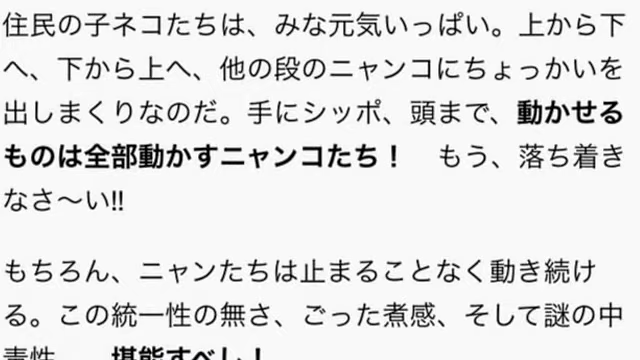 住民の子ネコたちは、みな元気いっぱい。上から下
へ、下から上へ、他の段のニャンコにちょっかいを
出しまくりなのだ。手にシッポ、頭まで、動かせる
ものは全部動かすニャンコたち！　もう、落ち着き
なさ〜い!!
もちろん、ニャンたちは止まることなく動き続け
る。この統一性の無さ、ごった煮感、そして謎の中
毒性……堪能すべし！